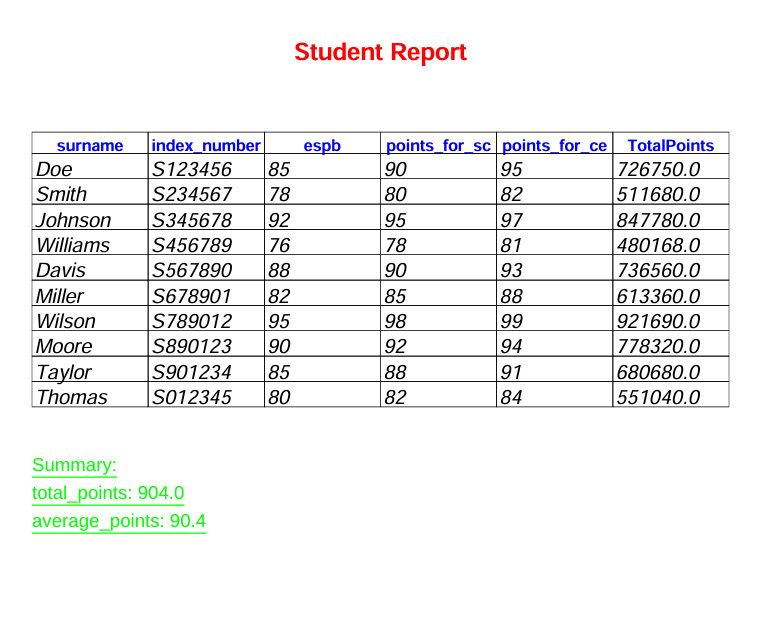 Student Report
surname index_number espb points_for_sc points_for_ce TotalPoints
Doe S123456 85 90 95 726750.0
Smith S234567 78 80 82 511680.0
Johnson S345678 92 95 97 847780.0
Williams S456789 76 78 81 480168.0
Davis S567890 88 90 93 736560.0
Miller S678901 82 85 88 613360.0
Wilson S789012 95 98 99 921690.0
Moore S890123 90 92 94 778320.0
Taylor S901234 85 88 91 680680.0
Thomas S012345 80 82 84 551040.0
Summary:
total_points: 904.0
average_points: 90.4